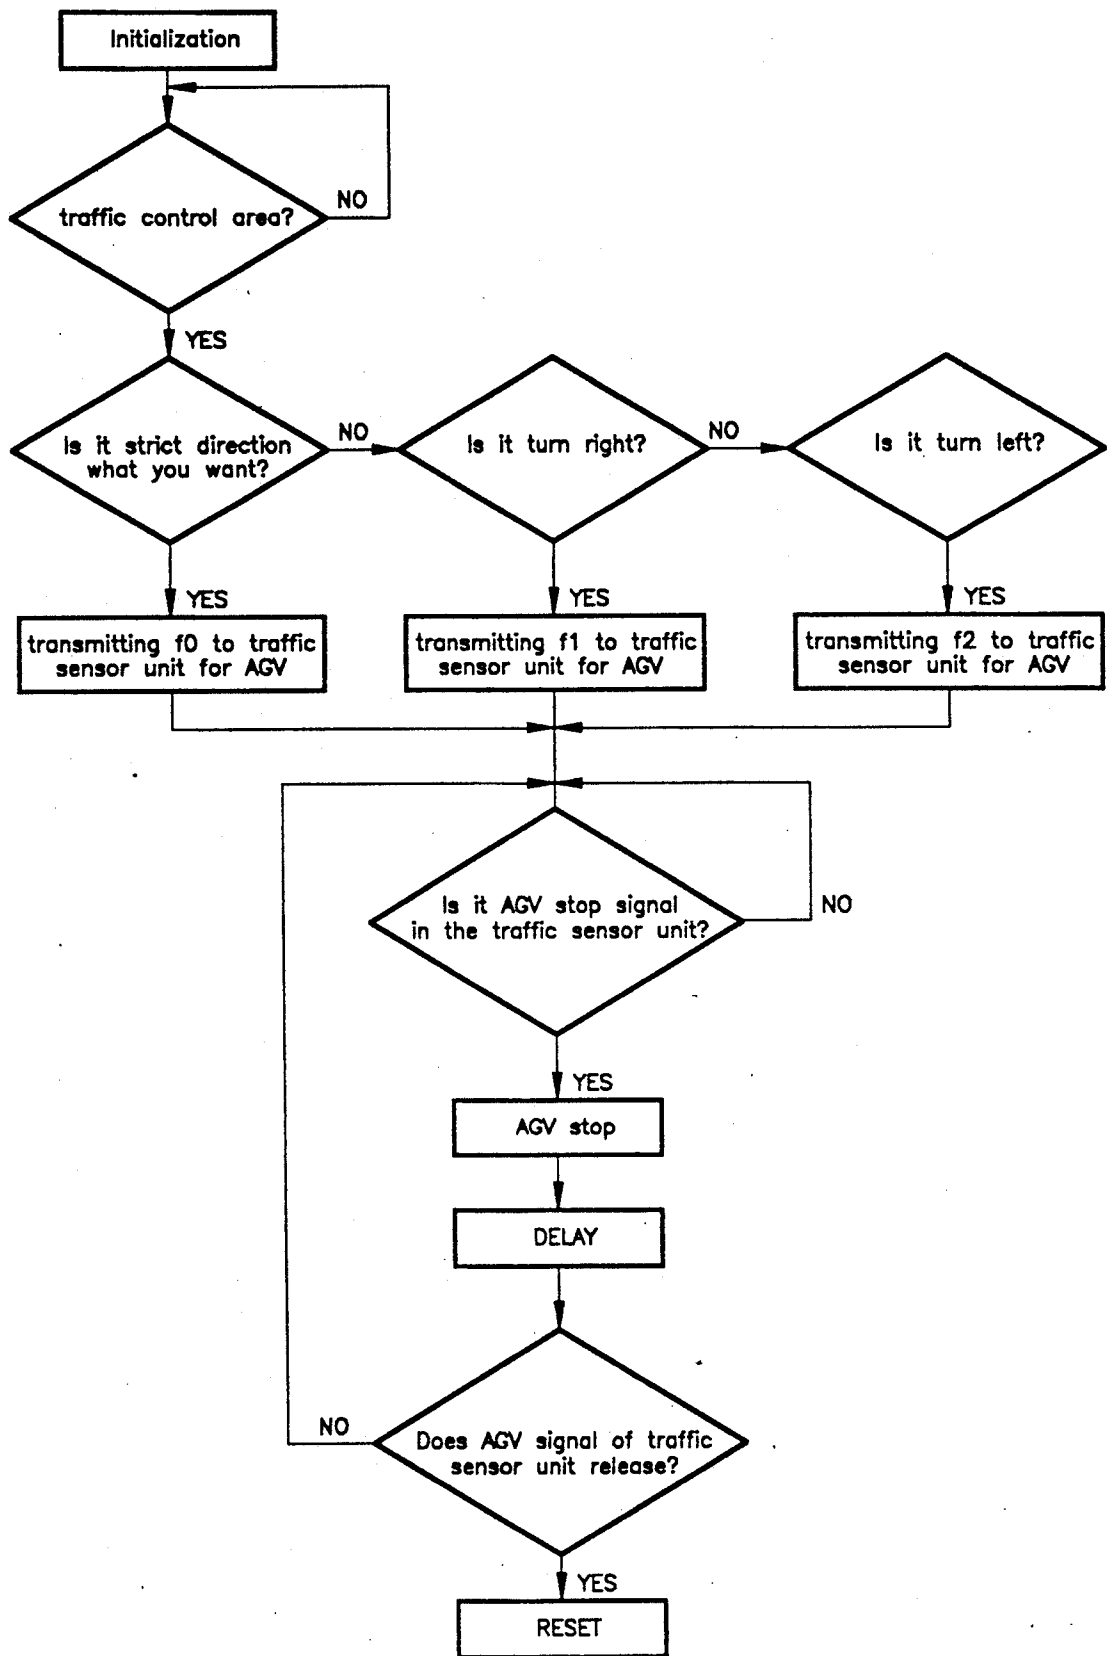 Initialization
NO
traffic control area?
YES
Is it strict direction
what you want?
NO
Is it turn right?
NO
Is it turn left?
YES
YES
YES
transmitting f0 to traffic
sensor unit for AGV
transmitting f1 to traffic
sensor unit for AGV
transmitting f2 to traffic
sensor unit for AGV
Is it AGV stop signal
in the traffic sensor unit?
NO
YES
AGV stop
DELAY
NO
Does AGV signal of traffic
sensor unit release?
YES
RESET